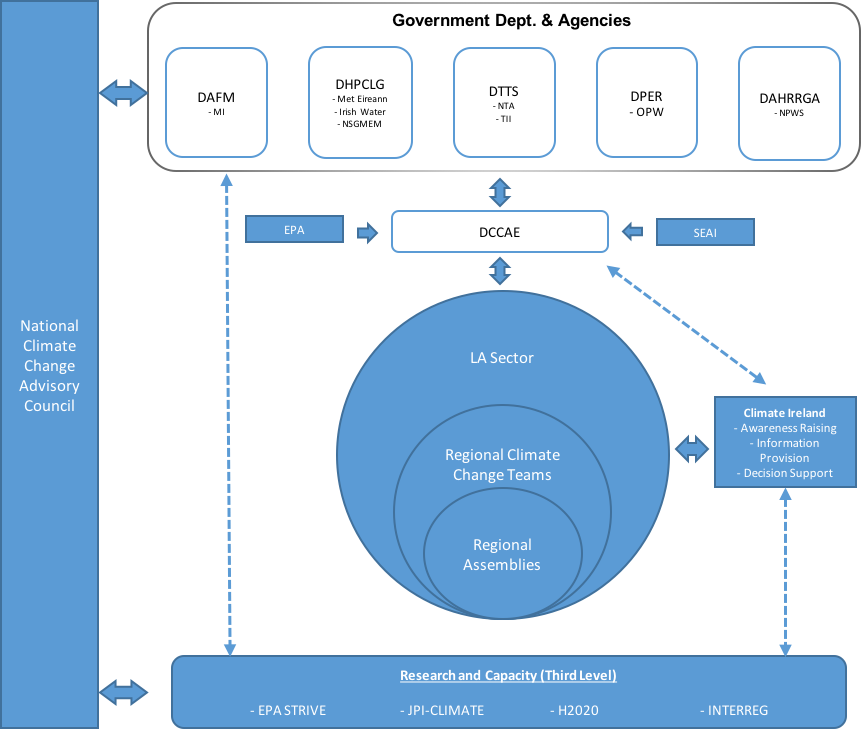 Government Dept. & Agencies
DAFM
- MI
DHPCLG
- Met Eireann
- Irish Water
- NSGMEM
DTTS
- NTA
- TII
DPER
- OPW
DAHRRGA
- NPWS
EPA
DCCAE
SEAI
National
Climate
Change
Advisory
Council
LA Sector
Regional Climate
Change Teams
Regional
Assemblies
Climate Ireland
- Awareness Raising
- Information
Provision
- Decision Support
Research and Capacity (Third Level)
- EPA STRIVE
- JPI-CLIMATE
- H2020
- INTERREG